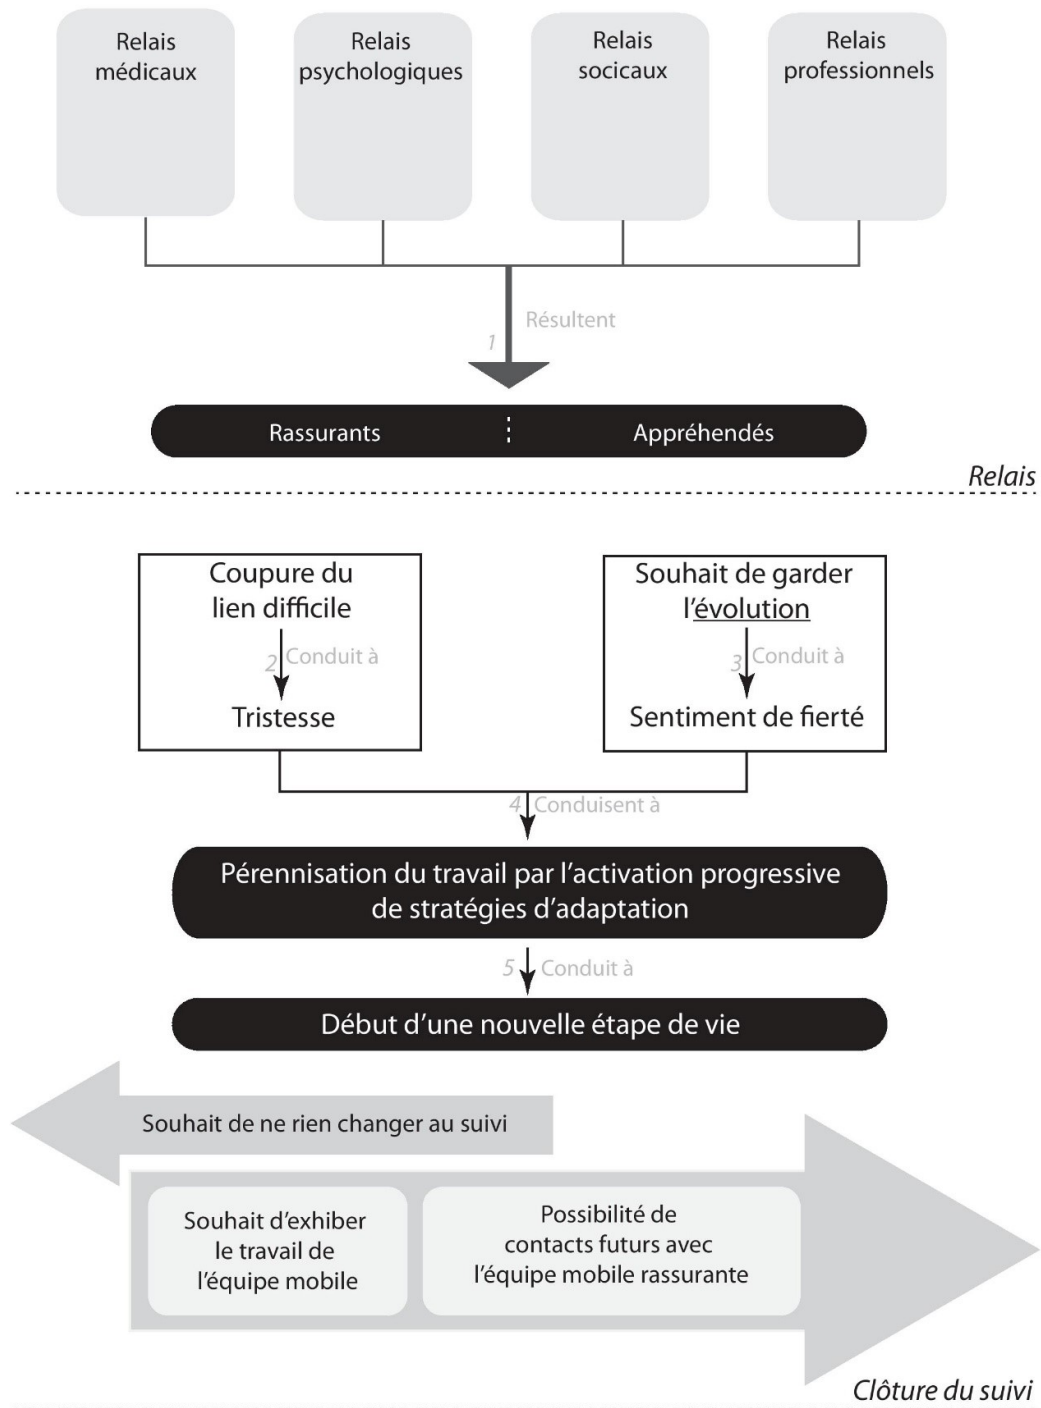 Relais
médicaux
Relais
psychologiques
Relais
socicaux
Relais
professionnels
Résultent
1
Rassurants
Appréhendés
Relais
Coupure du
lien difficile
2 Conduit à
Tristesse
Souhait de garder
l'évolution
3 Conduit à
Sentiment de fierté
4 Conduisent à
Pérennisation du travail par l'activation progressive
de stratégies d'adaptation
5 Conduit à
Début d'une nouvelle étape de vie
Souhait de ne rien changer au suivi
Souhait d'exhiber
le travail de
l'équipe mobile
Possibilité de
contacts futurs avec
l'équipe mobile rassurante
Clôture du suivi